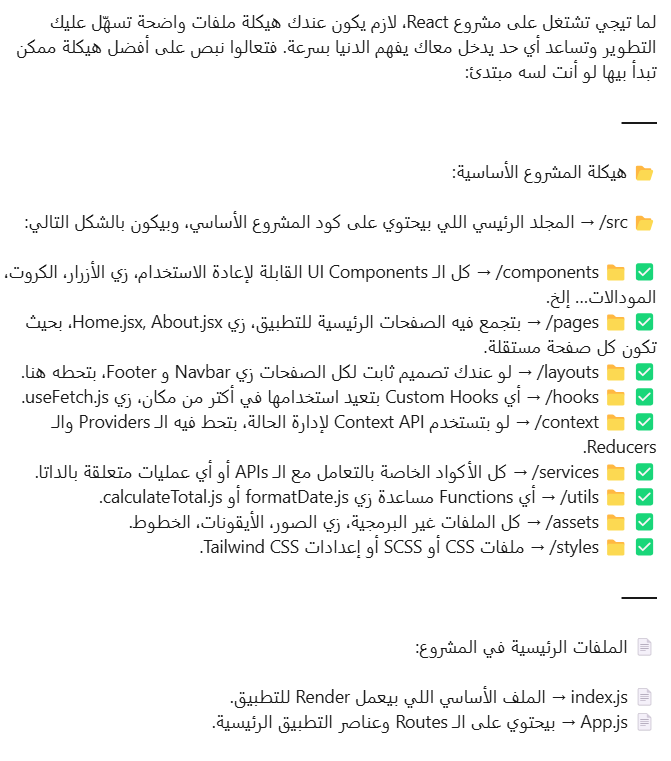 لما تيجي تشتغل على مشروع React، لازم يكون عندك هيكلة ملفات واضحة تسهّل عليك
التطوير وتساعد أي حد يدخل معاك يفهم الدنيا بسرعة. فتعالوا نبص على أفضل هيكلة ممكن
تبدأ بيها لو أنت لسه مبتدئ:
📂 هيكلة المشروع الأساسية:
📂 src/ → المجلد الرئيسي اللي بيحتوي على كود المشروع الأساسي، وبيكون بالشكل التالي:
✅ 📁 components/ → كل الـ UI Components القابلة لإعادة الاستخدام، زي الأزرار، الكروت،
المودالات... إلخ.
✅ 📁 pages/ → بتجمع فيه الصفحات الرئيسية للتطبيق، زي Home.jsx, About.jsx، بحيث
تكون كل صفحة مستقلة.
✅ 📁 layouts/ → لو عندك تصميم ثابت لكل الصفحات زي Navbar و Footer، بتحطه هنا.
✅ 📁 hooks/ → أي Custom Hooks بتعيد استخدامها في أكتر من مكان، زي useFetch.js.
✅ 📁 context/ → لو بتستخدم Context API لإدارة الحالة، بتحط فيه الـ Providers والـ
Reducers.
✅ 📁 services/ → كل الأكواد الخاصة بالتعامل مع الـ APIs أو أي عمليات متعلقة بالداتا.
✅ 📁 utils/ → أي Functions مساعدة زي formatDate.js أو calculateTotal.js.
✅ 📁 assets/ → كل الملفات غير البرمجية، زي الصور، الأيقونات، الخطوط.
✅ 📁 styles/ → ملفات CSS أو SCSS أو إعدادات Tailwind CSS.
📄 الملفات الرئيسية في المشروع:
📄 index.js → الملف الأساسي اللي بيعمل Render للتطبيق.
📄 App.js → بيحتوي على الـ Routes وعناصر التطبيق الرئيسية.